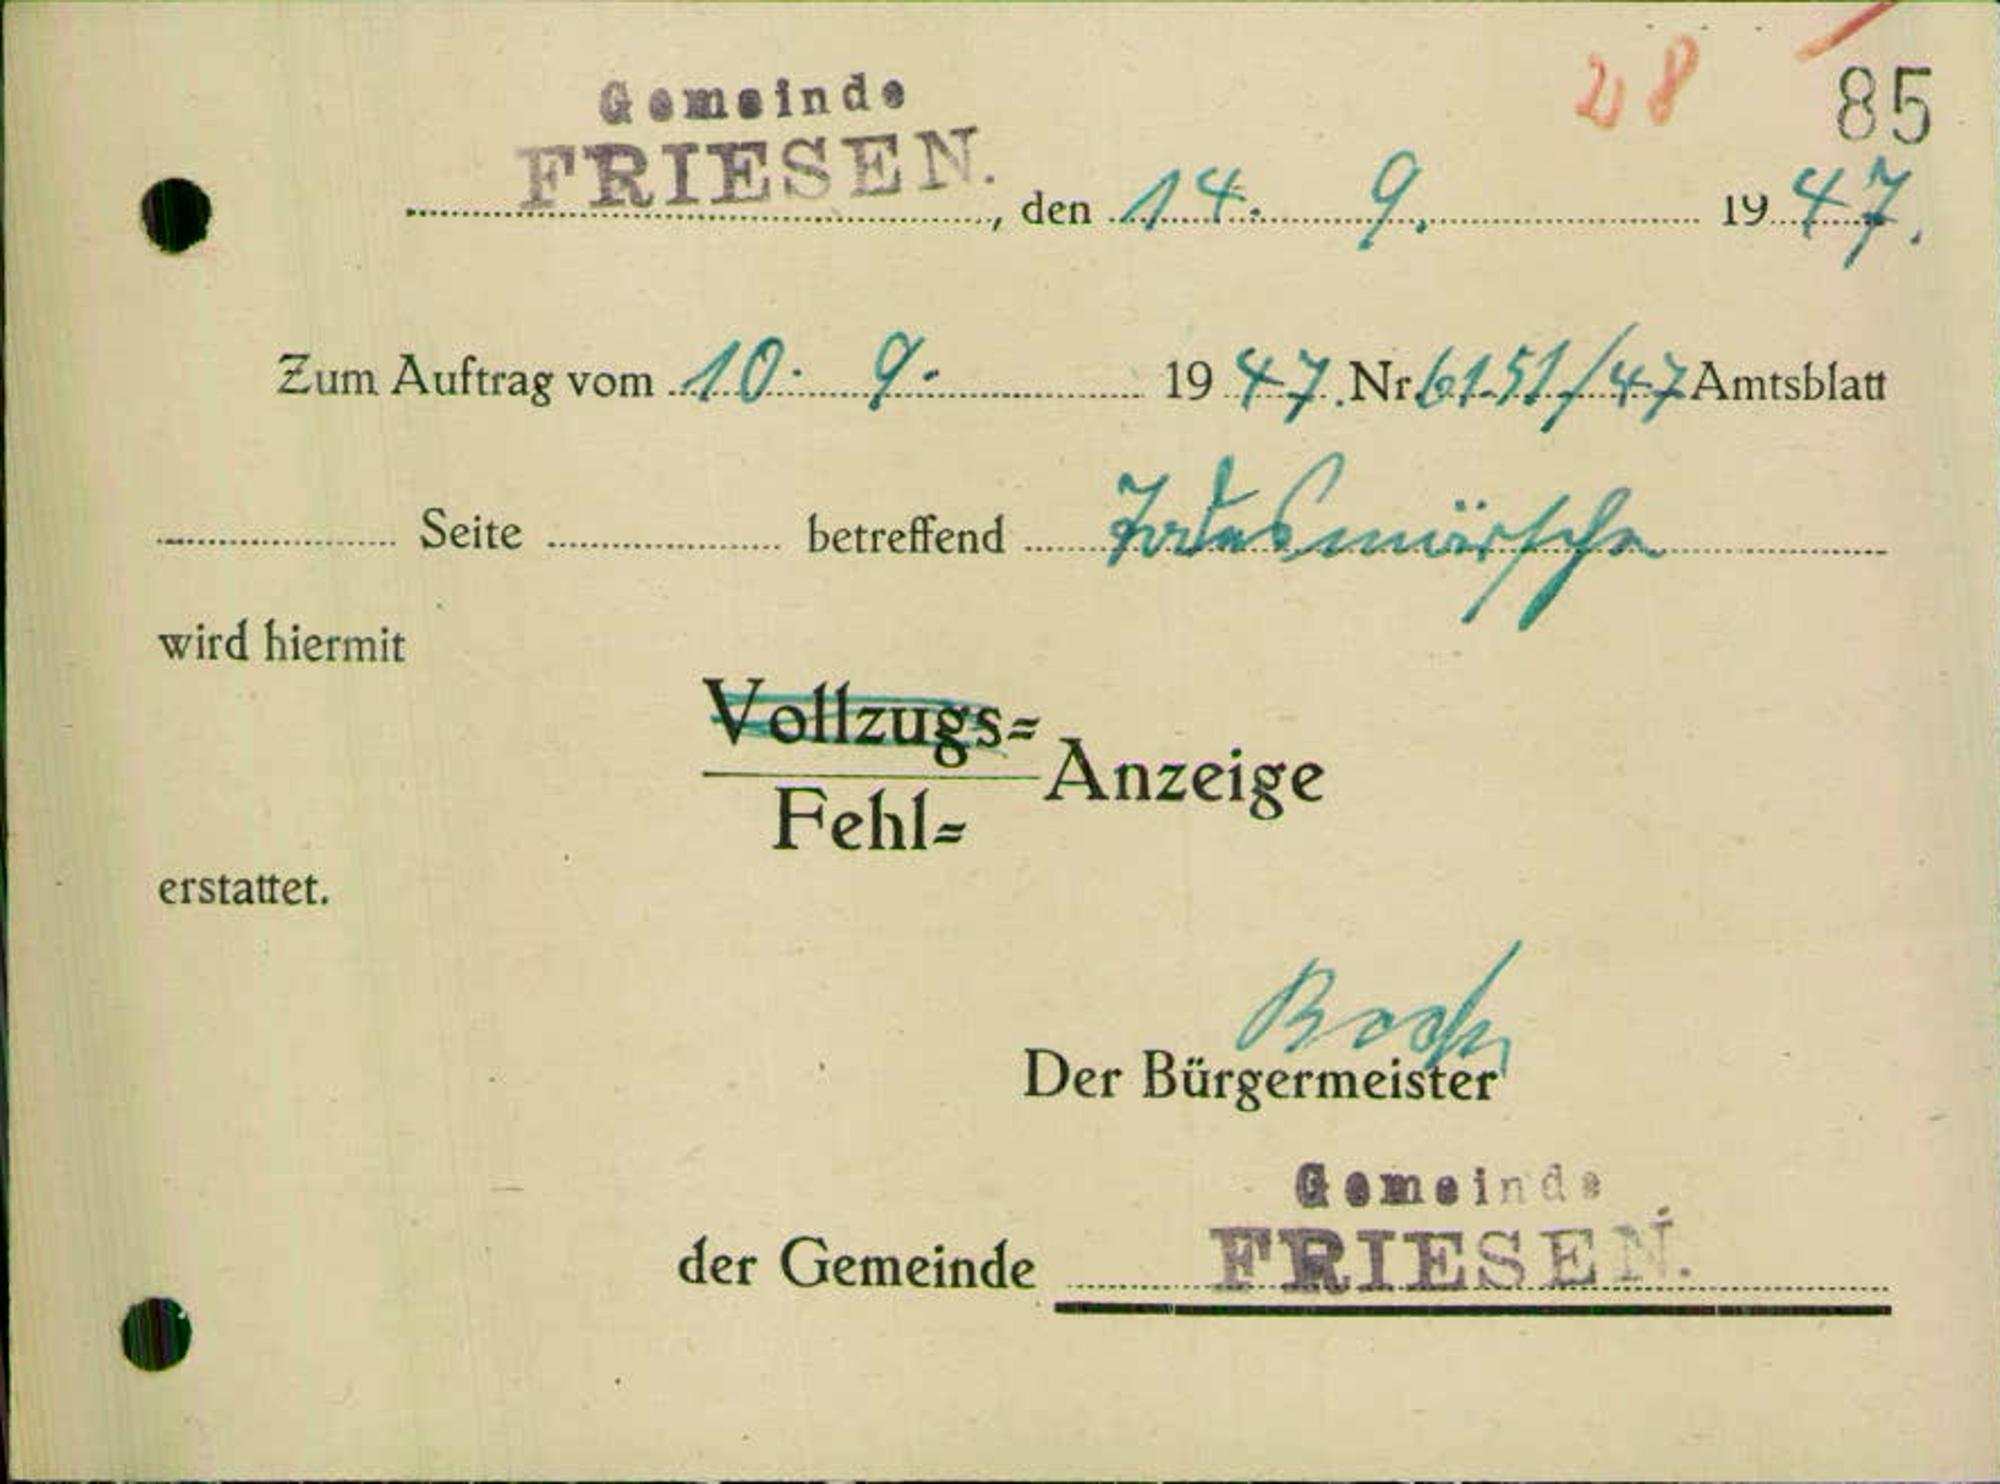 28
85
Gemeinde
FRIESEN.
, den 14. 9. 1947.
Zum Auftrag vom 10. 9. 1947. Nr. 6151/47 Amtsblatt
Seite betreffend Todesmärsche
wird hiermit
Vollzugs=
Anzeige
Fehl=
erstattet.
Der Bürgermeister
Gemeinde
der Gemeinde FRIESEN.